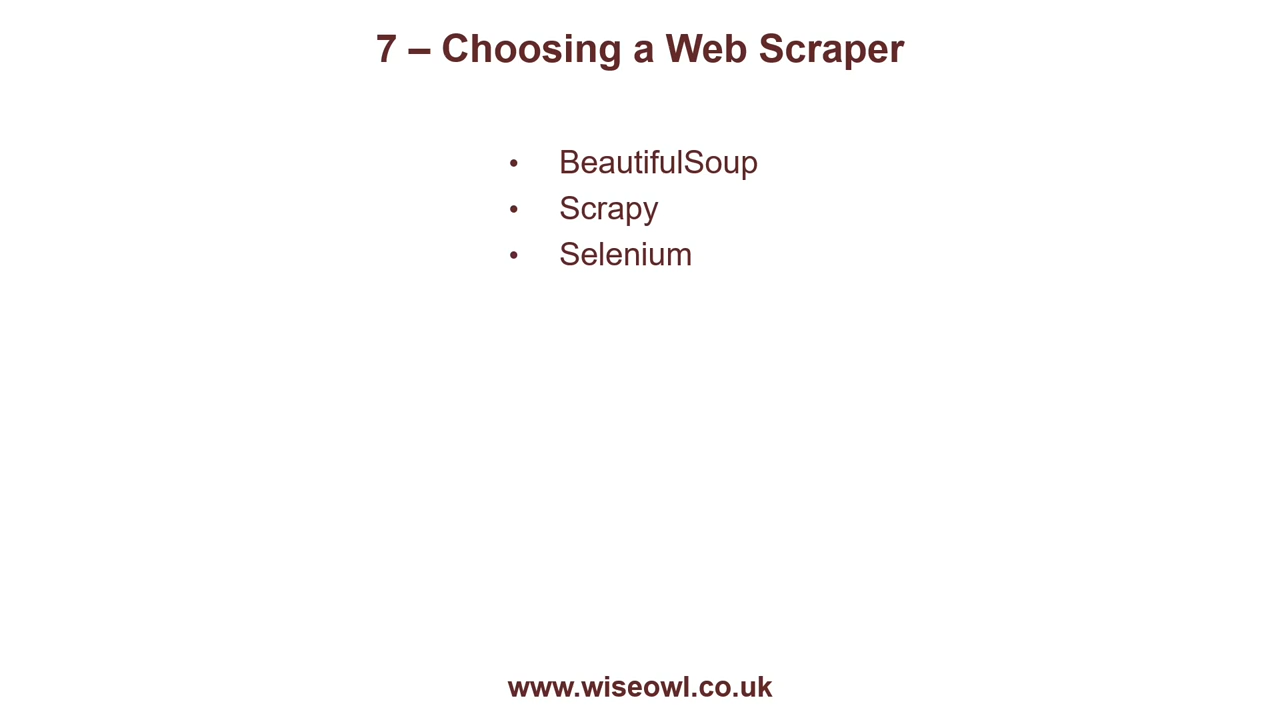 7 – Choosing a Web Scraper
• BeautifulSoup
• Scrapy
• Selenium
www.wiseowl.co.uk